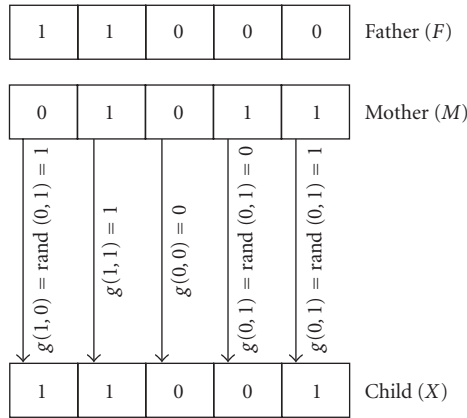 1 1 0 0 0 Father (F)
0 1 0 1 1 Mother (M)
g(1, 0) = rand (0, 1) = 1
g(1, 1) = 1
g(0, 0) = 0
g(0, 1) = rand (0, 1) = 0
g(0, 1) = rand (0, 1) = 1
1 1 0 0 1 Child (X)